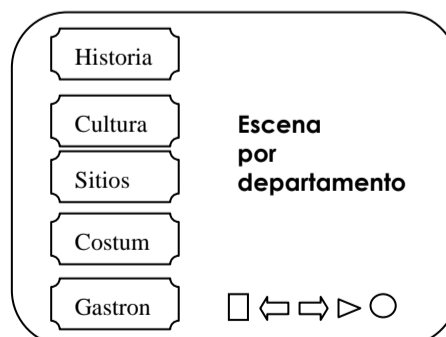 Historia
Cultura
Sitios
Costum
Gastron
Escena
por
departamento